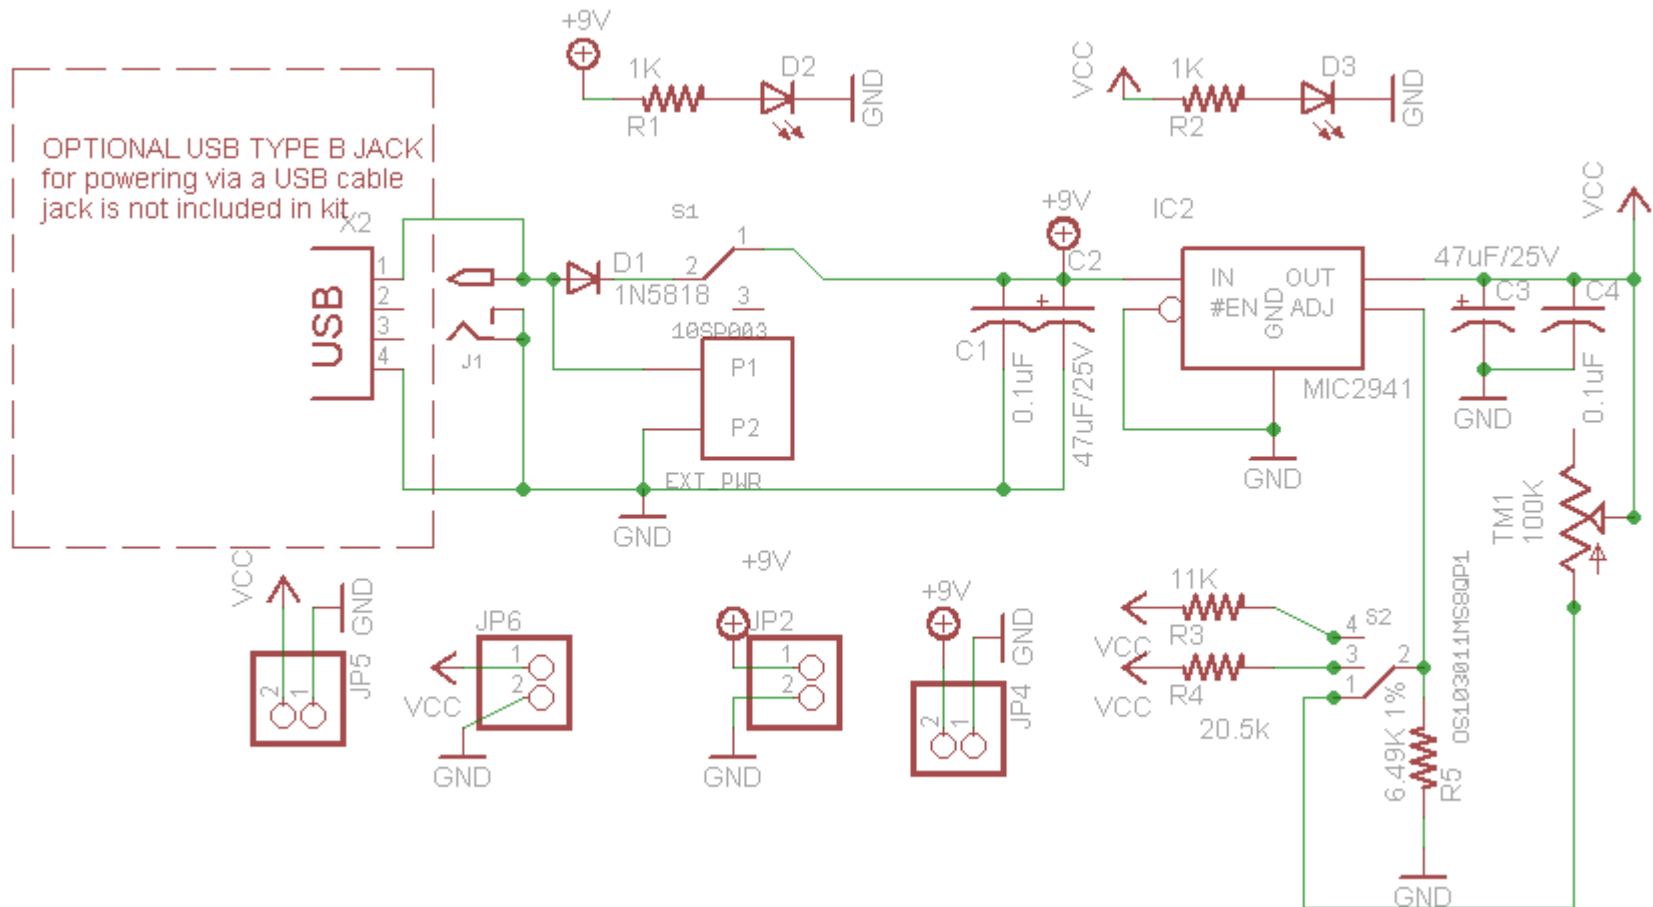 +9V
1K
D2
R1
GND
VCC
1K
D3
R2
GND
OPTIONAL USB TYPE B JACK
for powering via a USB cable
jack is not included in kit
X2
USB
1
2
3
4
J1
D1
1N5818
S1
1
2
3
10SP003
P1
P2
EXT_PWR
GND
+9V
C2
C1
0.1uF
47uF/25V
IC2
IN
OUT
#EN
GND
ADJ
MIC2941
GND
47uF/25V
C3
C4
0.1uF
GND
VCC
TM1
100K
VCC
GND
2
1
JP5
JP6
1
2
VCC
GND
+9V
JP2
1
2
GND
+9V
GND
2
1
JP4
11K
R3
VCC
R4
VCC
20.5k
4
S2
3
2
1
OS103011MS8QP1
6.49K 1%
R5
GND